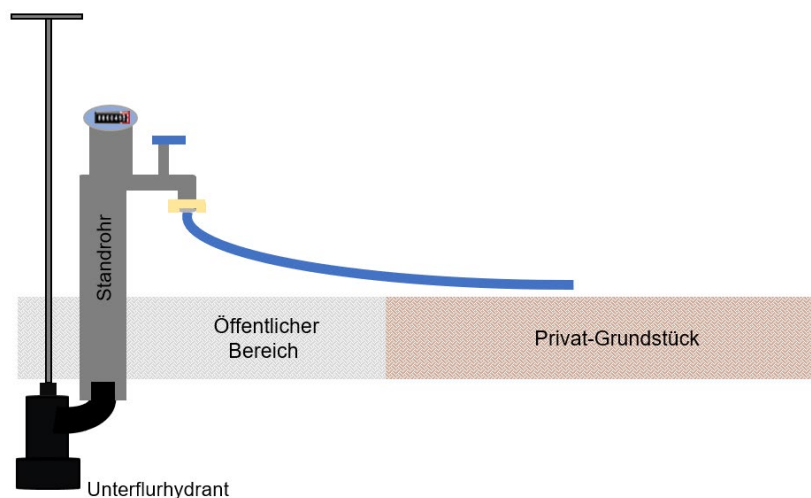 Standrohr
Öffentlicher
Bereich
Privat-Grundstück
Unterflurhydrant